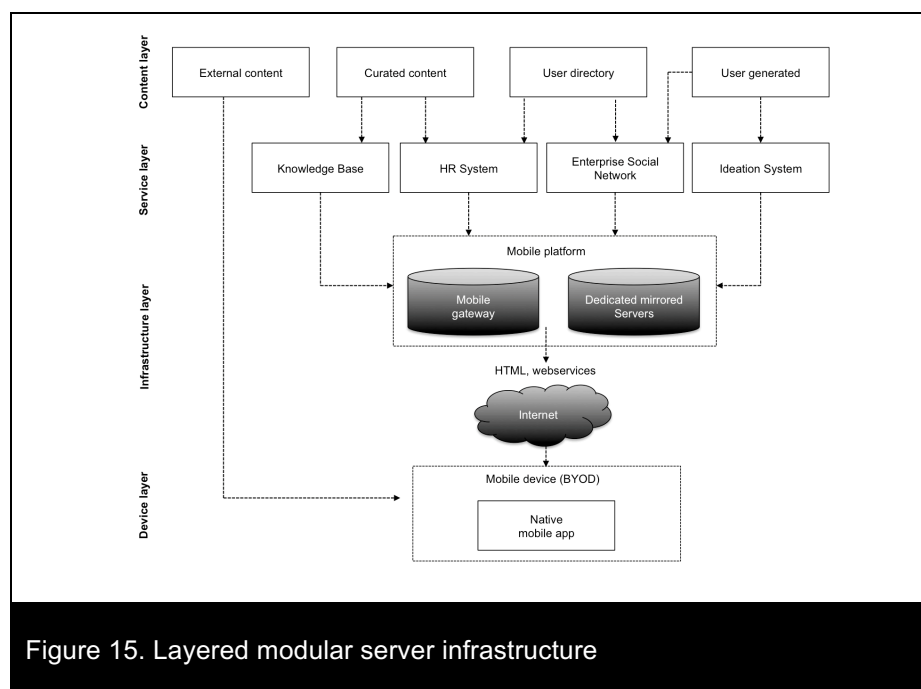 Content layer
External content
Curated content
User directory
User generated
Service layer
Knowledge Base
HR System
Enterprise Social
Network
Ideation System
Infrastructure layer
Mobile platform
Mobile
gateway
Dedicated mirrored
Servers
HTML, webservices
Internet
Device layer
Mobile device (BYOD)
Native
mobile app
Figure 15. Layered modular server infrastructure